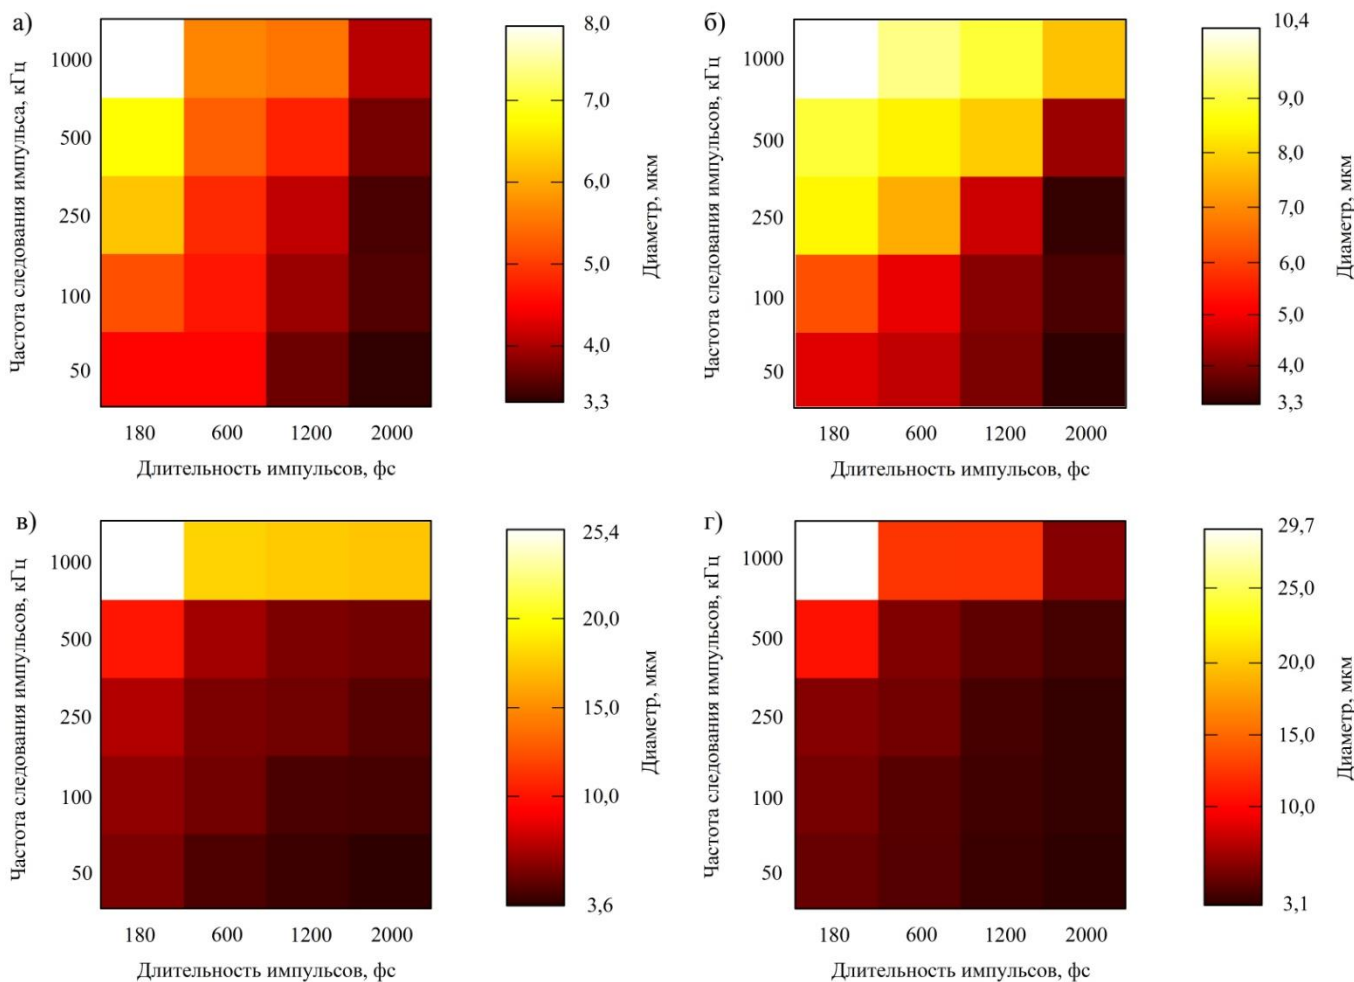 а)
Частота следования импульса, кГц
1000
500
250
100
50
180 600 1200 2000
Длительность импульсов, фс
8,0
7,0
6,0
5,0
4,0
3,3
Диаметр, мкм
б)
Частота следования импульсов, кГц
1000
500
250
100
50
180 600 1200 2000
Длительность импульсов, фс
10,4
9,0
8,0
7,0
6,0
5,0
4,0
3,3
Диаметр, мкм
в)
Частота следования импульсов, кГц
1000
500
250
100
50
180 600 1200 2000
Длительность импульсов, фс
25,4
20,0
15,0
10,0
3,6
Диаметр, мкм
г)
Частота следования импульсов, кГц
1000
500
250
100
50
180 600 1200 2000
Длительность импульсов, фс
29,7
25,0
20,0
15,0
10,0
3,1
Диаметр, мкм